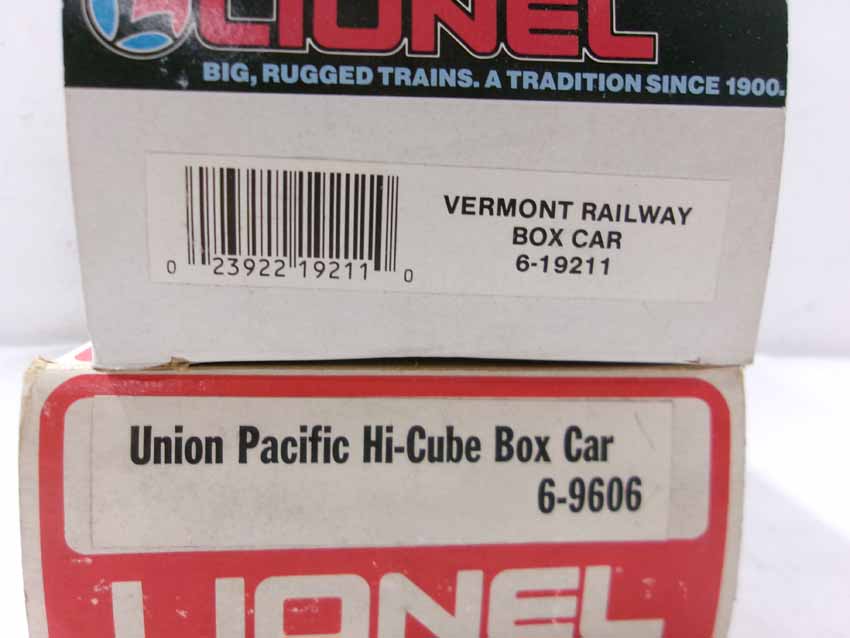 LIONEL
BIG, RUGGED TRAINS. A TRADITION SINCE 1900.
VERMONT RAILWAY
BOX CAR
6-19211
0 23922 19211 0
Union Pacific Hi-Cube Box Car
6-9606
LIONEL